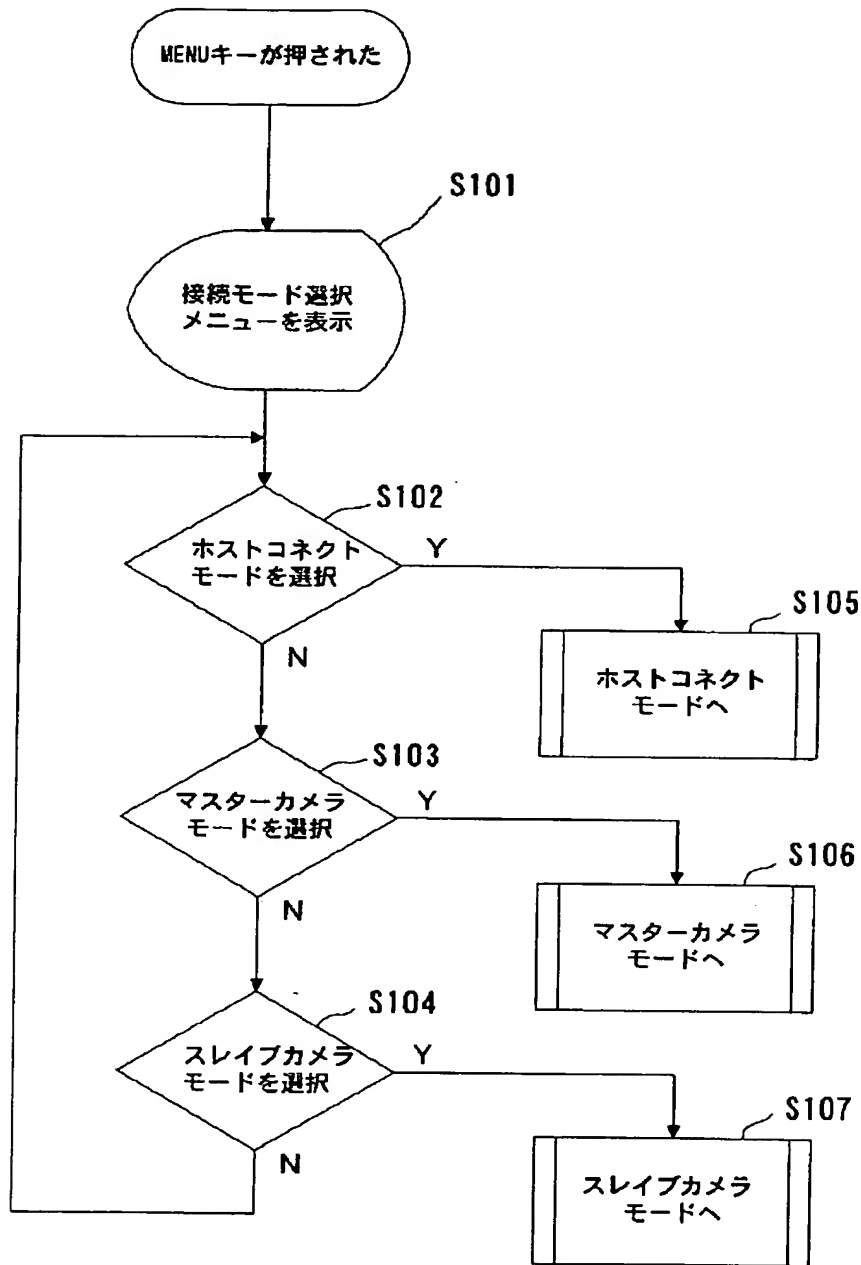 MENUキーが押された
S101
接続モード選択
メニューを表示
S102
ホストコネクト
モードを選択
Y
N
S105
ホストコネクト
モードへ
S103
マスターカメラ
モードを選択
Y
N
S106
マスターカメラ
モードへ
S104
スレイブカメラ
モードを選択
Y
N
S107
スレイブカメラ
モードへ